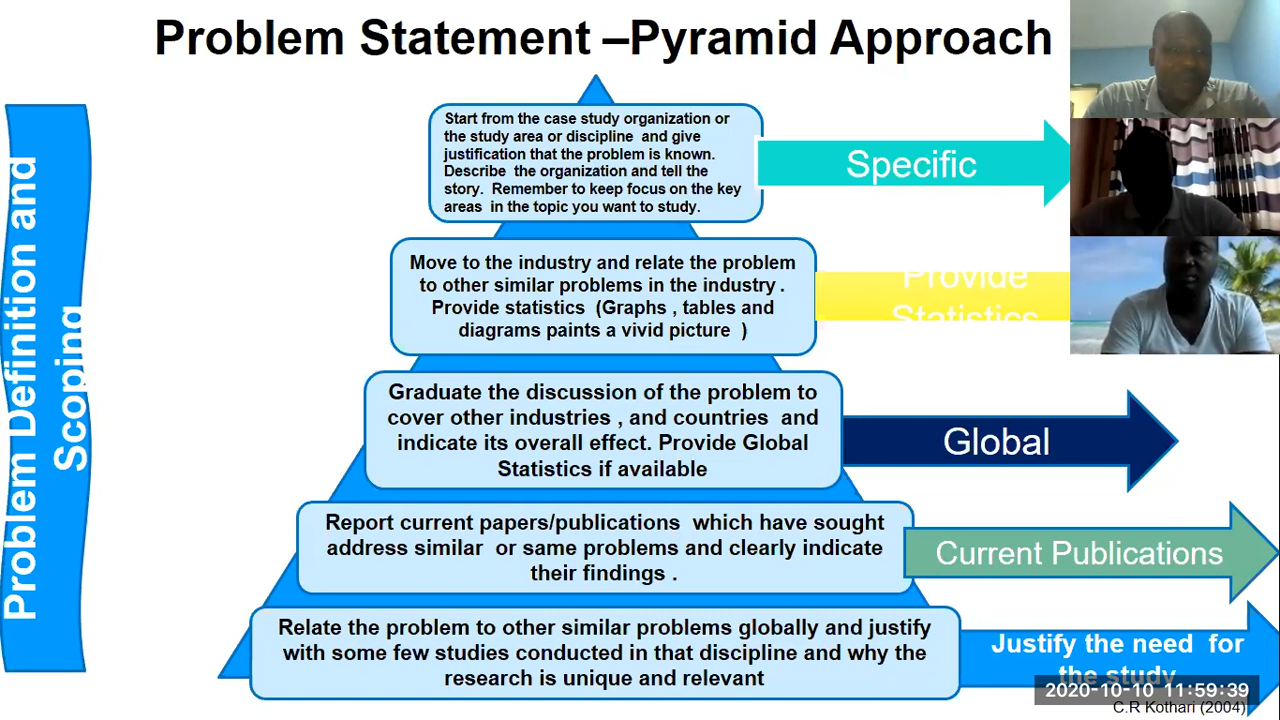 Problem Statement –Pyramid Approach
Problem Definition and
Scoping
Start from the case study organization or
the study area or discipline and give
justification that the problem is known.
Describe the organization and tell the
story. Remember to keep focus on the key
areas in the topic you want to study.
Specific
Move to the industry and relate the problem
to other similar problems in the industry .
Provide statistics (Graphs , tables and
diagrams paints a vivid picture )
Provide
Statistics
Graduate the discussion of the problem to
cover other industries , and countries and
indicate its overall effect. Provide Global
Statistics if available
Global
Report current papers/publications which have sought
address similar or same problems and clearly indicate
their findings .
Current Publications
Relate the problem to other similar problems globally and justify
with some few studies conducted in that discipline and why the
research is unique and relevant
Justify the need for
the study
2020-10-10 11:59:39
C.R Kothari (2004)